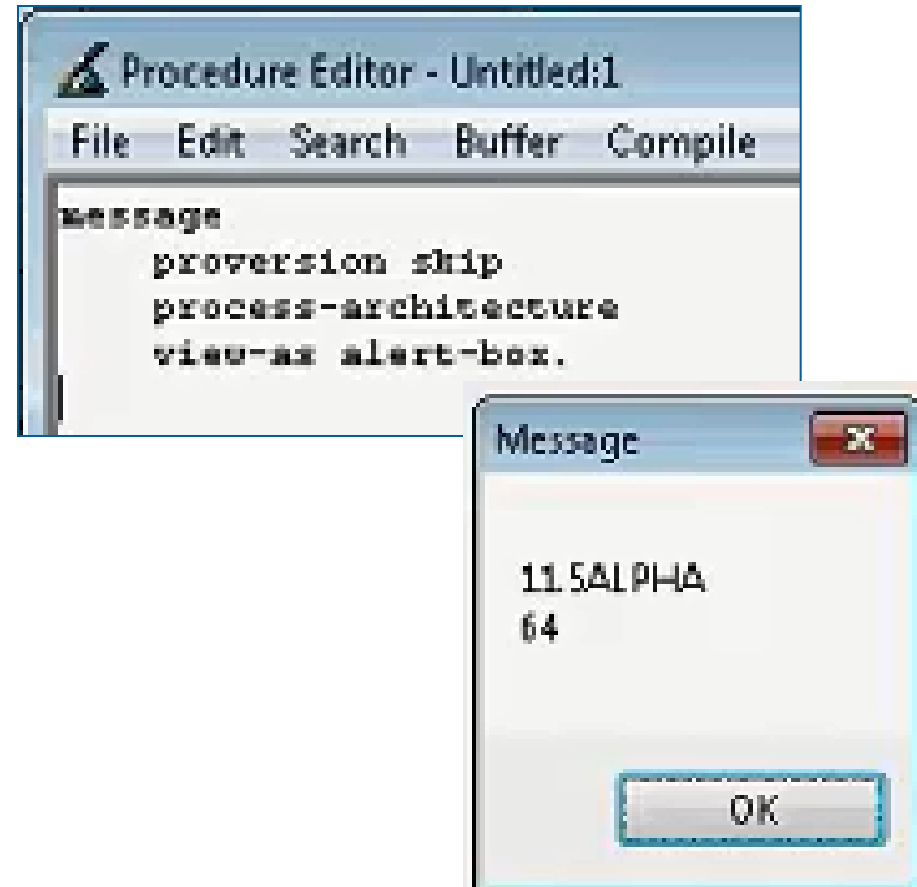 Procedure Editor - Untitled:1
File Edit Search Buffer Compile
message
proversion skip
process-architecture
view-as alert-box.
Message
11.5ALPHA
64
OK